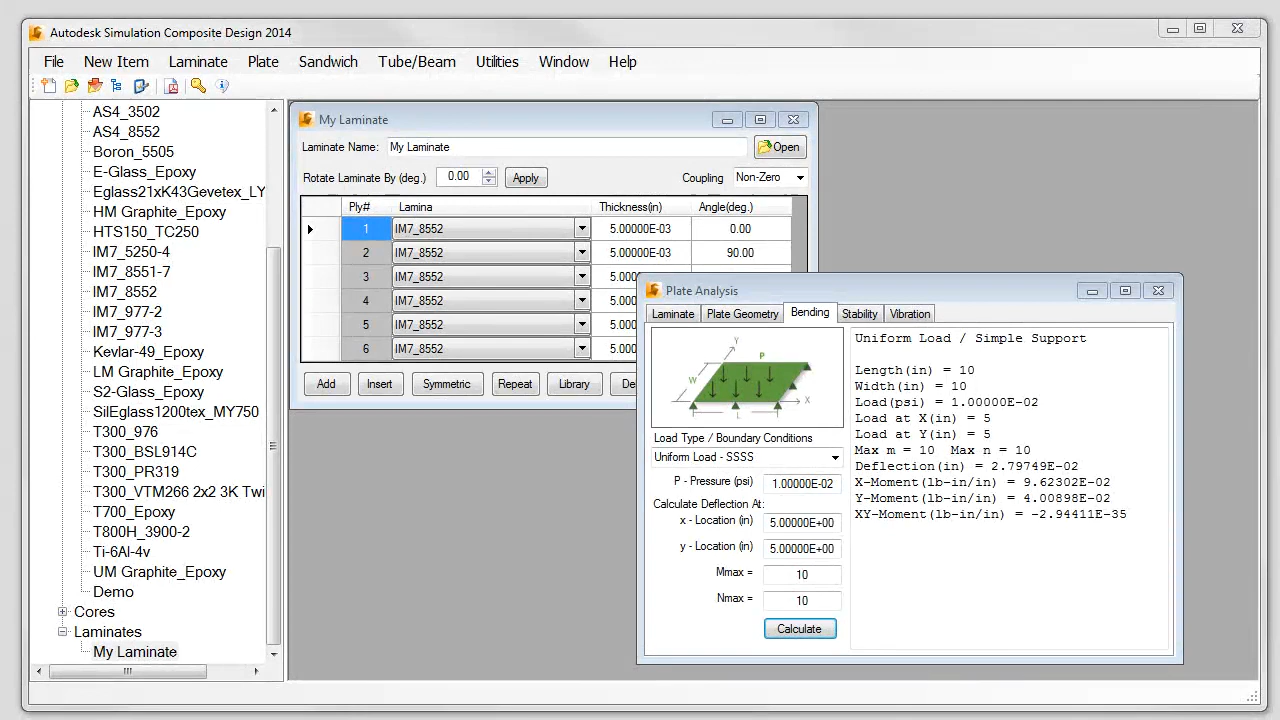 Autodesk Simulation Composite Design 2014
File New Item Laminate Plate Sandwich Tube/Beam Utilities Window Help
AS4_3502
AS4_8552
Boron_5505
E-Glass_Epoxy
Eglass21xK43Gevetex_LY
HM Graphite_Epoxy
HTS150_TC250
IM7_5250-4
IM7_8551-7
IM7_8552
IM7_977-2
IM7_977-3
Kevlar-49_Epoxy
LM Graphite_Epoxy
S2-Glass_Epoxy
SilEglass1200tex_MY750
T300_976
T300_BSL914C
T300_PR319
T300_VTM266 2x2 3K Twi
T700_Epoxy
T800H_3900-2
Ti-6Al-4v
UM Graphite_Epoxy
Demo
Cores
Laminates
My Laminate
My Laminate
Laminate Name: My Laminate Open
Rotate Laminate By (deg.) 0.00 Apply Coupling Non-Zero
Ply# Lamina Thickness(in) Angle(deg.)
1 IM7_8552 5.00000E-03 0.00
2 IM7_8552 5.00000E-03 90.00
3 IM7_8552 5.000
4 IM7_8552 5.000
5 IM7_8552 5.000
6 IM7_8552 5.000
Add Insert Symmetric Repeat Library De
Plate Analysis
Laminate Plate Geometry Bending Stability Vibration
Y
P
W
X
L
Load Type / Boundary Conditions
Uniform Load - SSSS
P - Pressure (psi) 1.00000E-02
Calculate Deflection At:
x - Location (in) 5.00000E+00
y - Location (in) 5.00000E+00
Mmax = 10
Nmax = 10
Calculate
Uniform Load / Simple Support
Length(in) = 10
Width(in) = 10
Load(psi) = 1.00000E-02
Load at X(in) = 5
Load at Y(in) = 5
Max m = 10 Max n = 10
Deflection(in) = 2.79749E-02
X-Moment(lb-in/in) = 9.62302E-02
Y-Moment(lb-in/in) = 4.00898E-02
XY-Moment(lb-in/in) = -2.94411E-35